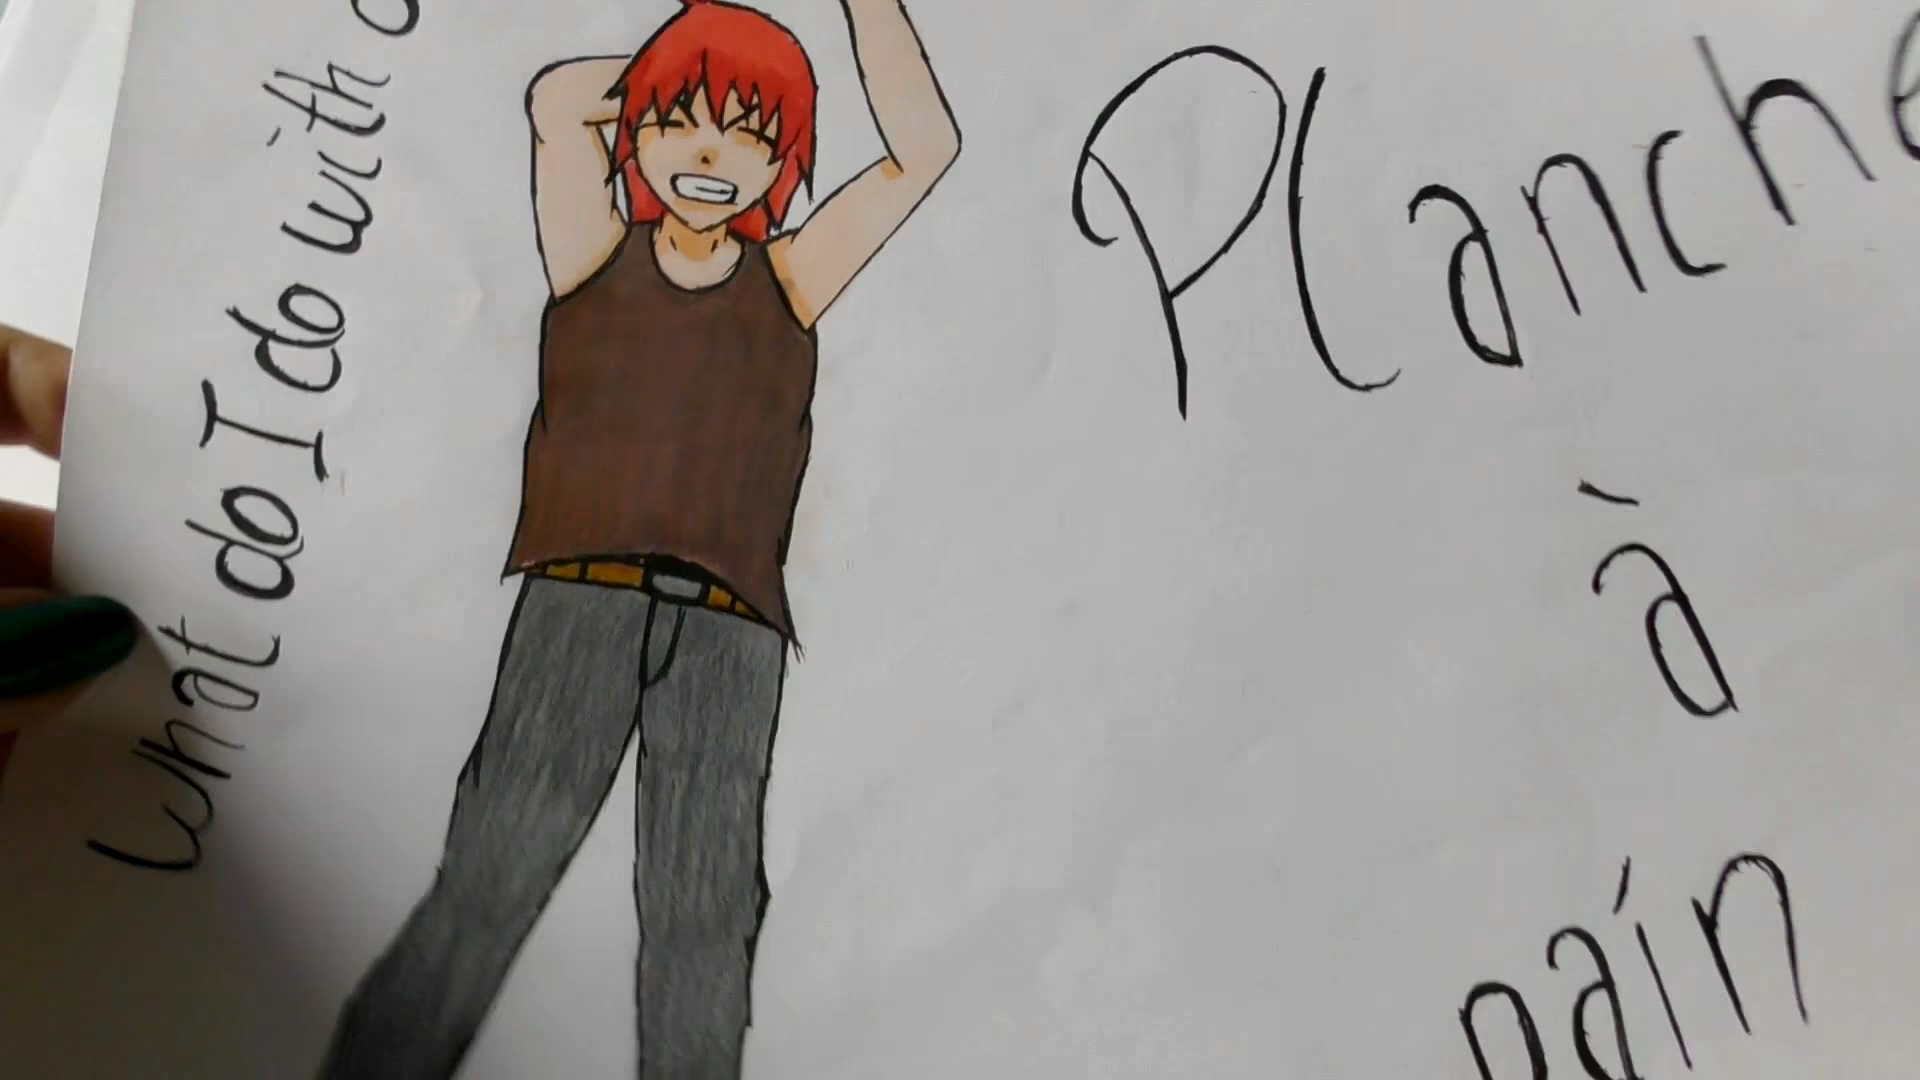 What do I do with
Planche
à
pain